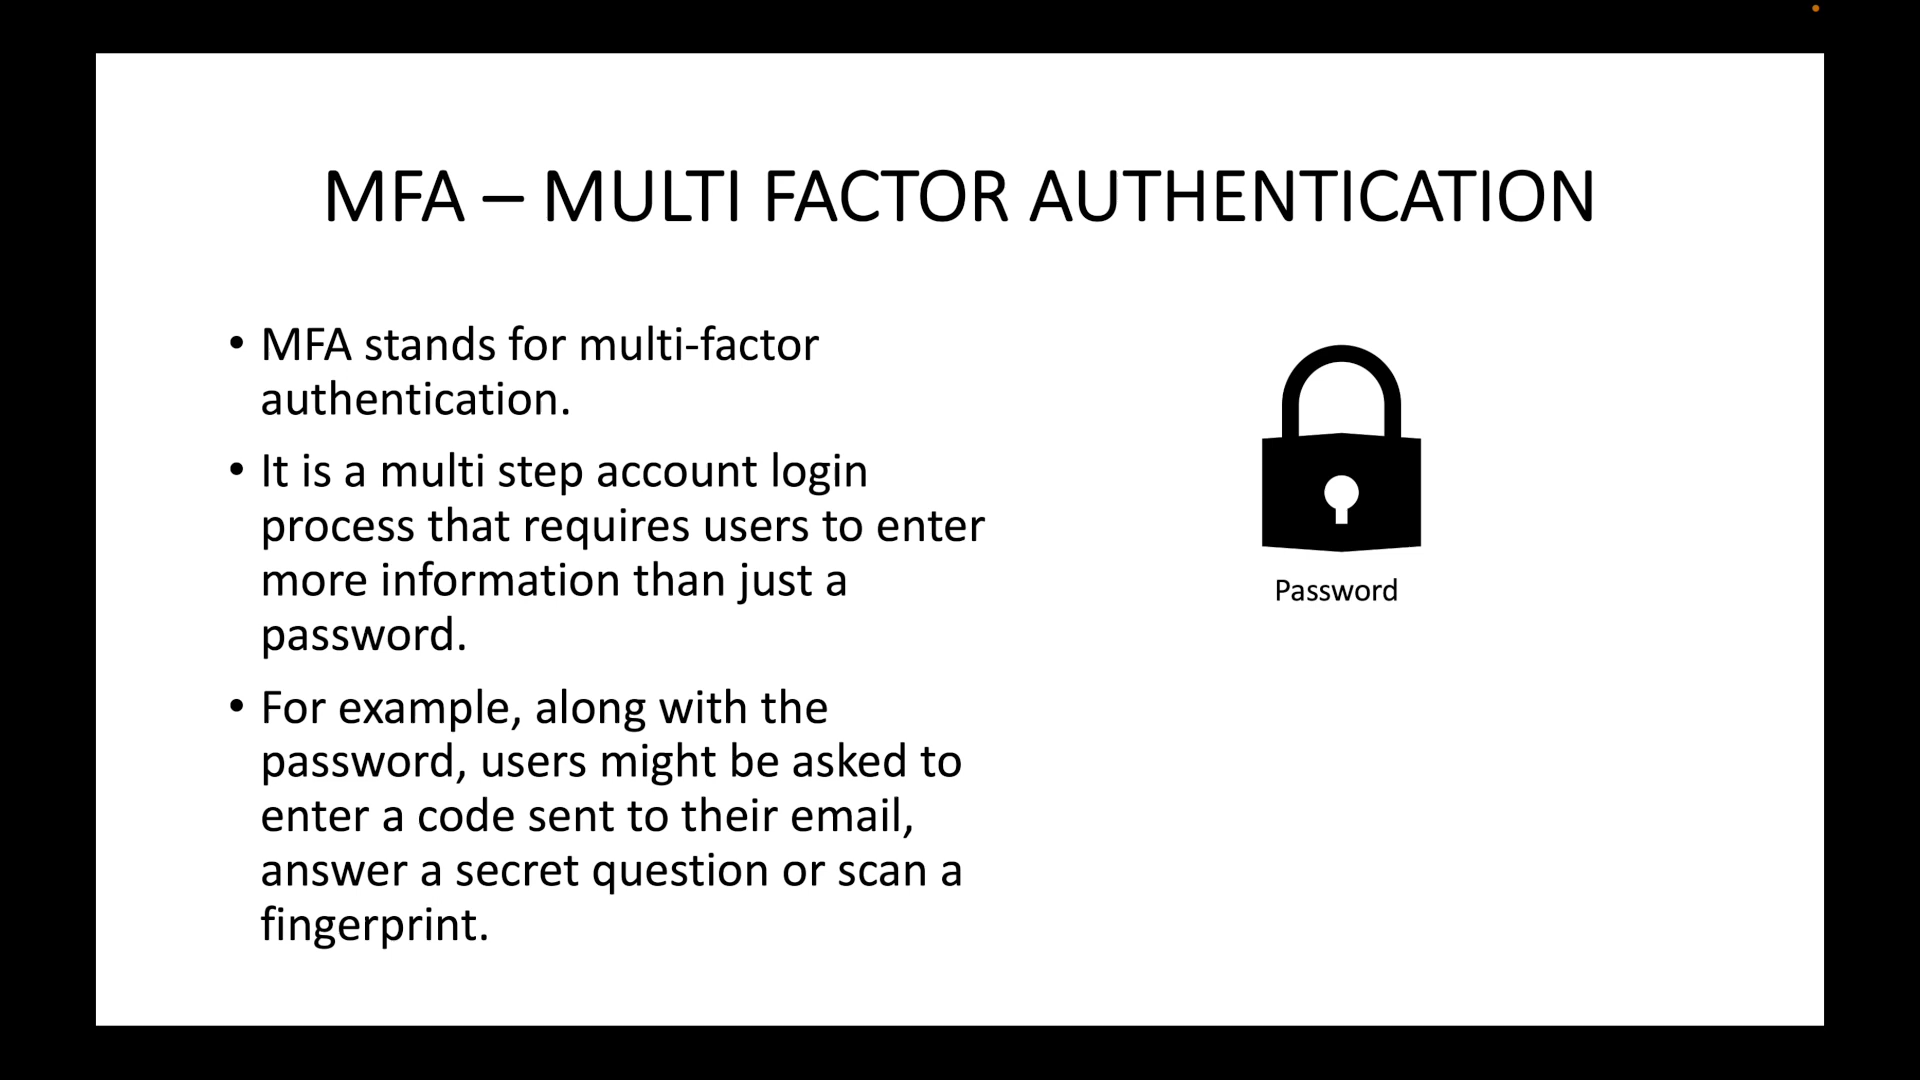 MFA – MULTI FACTOR AUTHENTICATION
• MFA stands for multi-factor
authentication.
• It is a multi step account login
process that requires users to enter
more information than just a
password.
• For example, along with the
password, users might be asked to
enter a code sent to their email,
answer a secret question or scan a
fingerprint.
Password